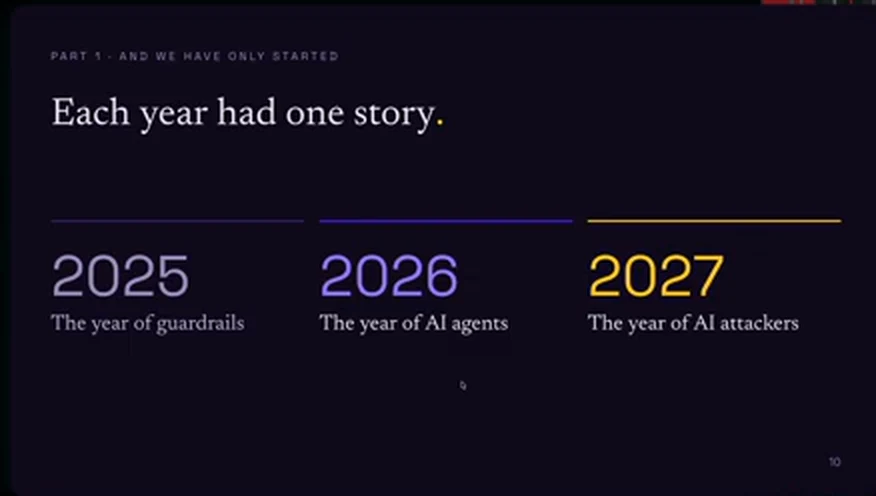 PART 1 · AND WE HAVE ONLY STARTED
Each year had one story.
2025
The year of guardrails
2026
The year of AI agents
2027
The year of AI attackers
10